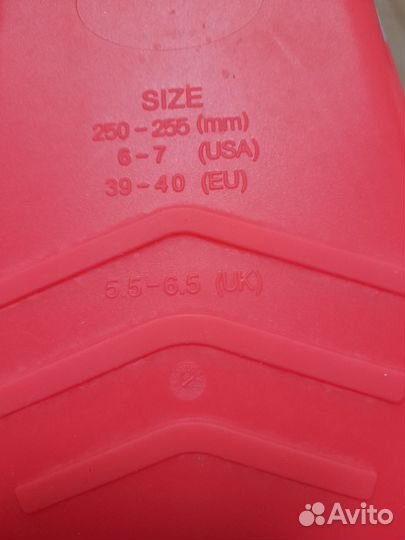 SIZE
250-255 (mm)
6-7 (USA)
39-40 (EU)
5.5-6.5 (UK)
Avito